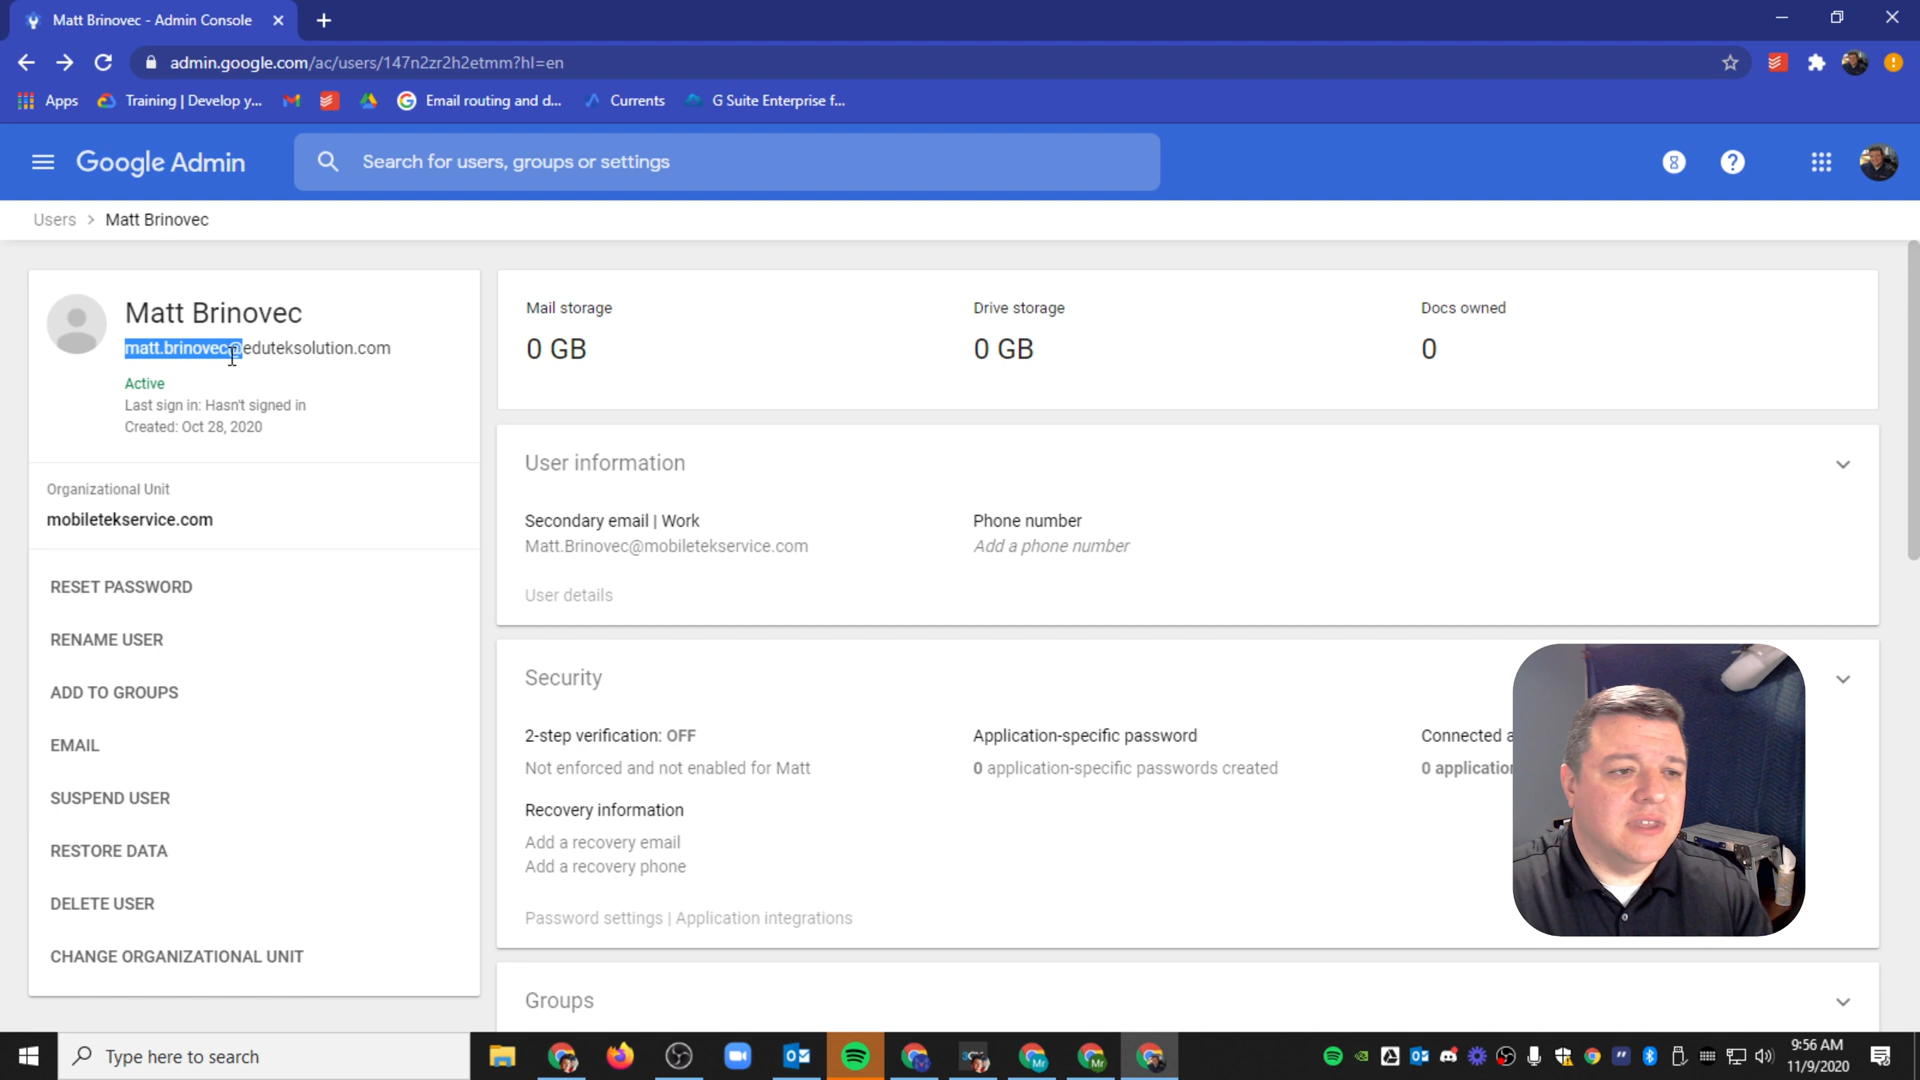 Matt Brinovec - Admin Console
admin.google.com/ac/users/147n2zr2h2etmm?hl=en
Apps Training | Develop y... Email routing and d... Currents G Suite Enterprise f...
Google Admin Search for users, groups or settings
Users > Matt Brinovec
Matt Brinovec
matt.brinovec@eduteksolution.com
Active
Last sign in: Hasn't signed in
Created: Oct 28, 2020
Organizational Unit
mobiletekservice.com
RESET PASSWORD
RENAME USER
ADD TO GROUPS
EMAIL
SUSPEND USER
RESTORE DATA
DELETE USER
CHANGE ORGANIZATIONAL UNIT
Mail storage Drive storage Docs owned
0 GB 0 GB 0
User information
Secondary email | Work Phone number
Matt.Brinovec@mobiletekservice.com Add a phone number
User details
Security
2-step verification: OFF Application-specific password Connected a
Not enforced and not enabled for Matt 0 application-specific passwords created 0 application
Recovery information
Add a recovery email
Add a recovery phone
Password settings | Application integrations
Groups
Type here to search
9:56 AM
11/9/2020